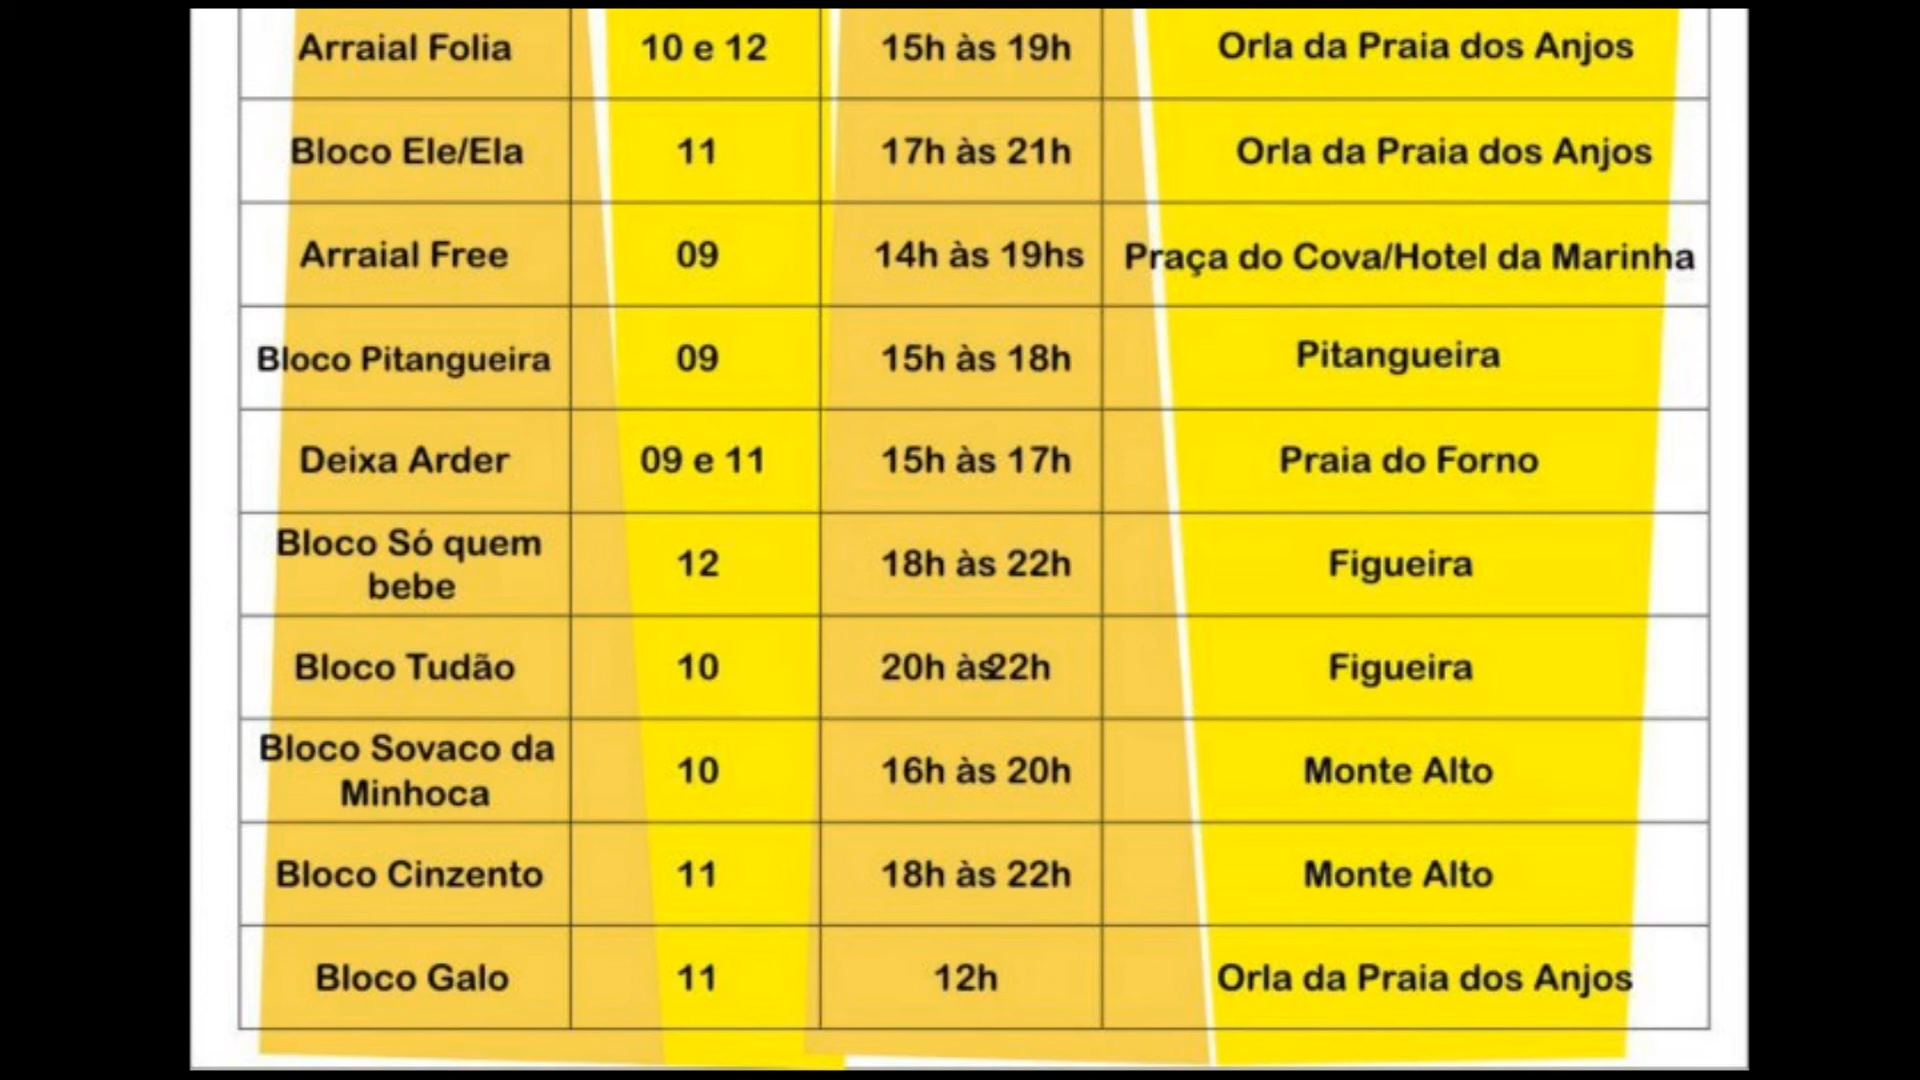 Arraial Folia 10 e 12 15h às 19h Orla da Praia dos Anjos
Bloco Ele/Ela 11 17h às 21h Orla da Praia dos Anjos
Arraial Free 09 14h às 19hs Praça do Cova/Hotel da Marinha
Bloco Pitangueira 09 15h às 18h Pitangueira
Deixa Arder 09 e 11 15h às 17h Praia do Forno
Bloco Só quem
bebe 12 18h às 22h Figueira
Bloco Tudão 10 20h às22h Figueira
Bloco Sovaco da
Minhoca 10 16h às 20h Monte Alto
Bloco Cinzento 11 18h às 22h Monte Alto
Bloco Galo 11 12h Orla da Praia dos Anjos